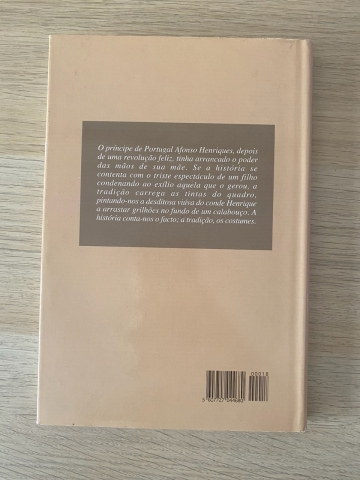 O príncipe de Portugal Afonso Henriques, depois
de uma revolução feliz, tinha arrancado o poder
das mãos de sua mãe. Se a história se
contenta com o triste espectáculo de um filho
condenando ao exílio aquela que o gerou, a
tradição carrega as tintas do quadro,
pintando-nos a desditosa viúva do conde Henrique
a arrastar grilhões no fundo de um calabouço. A
história conta-nos o facto; a tradição, os costumes.
00018